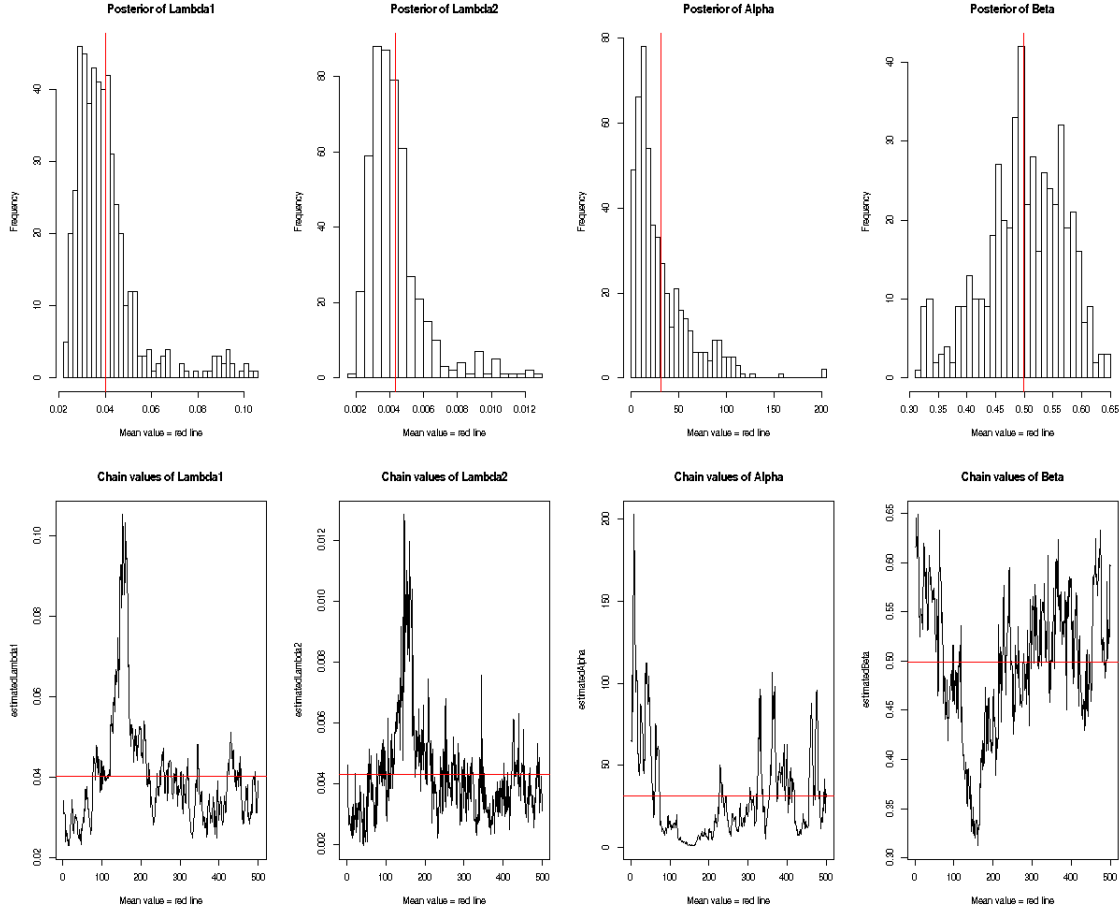 Posterior of Lambda1
Posterior of Lambda2
Posterior of Alpha
Posterior of Beta
Frequency
0 10 20 30 40
0.02 0.04 0.06 0.08 0.10
Mean value = red line
Frequency
0 20 40 60 80
0.002 0.004 0.006 0.008 0.010 0.012
Mean value = red line
Frequency
0 20 40 60 80
0 50 100 150 200
Mean value = red line
Frequency
0 10 20 30 40
0.30 0.35 0.40 0.45 0.50 0.55 0.60 0.65
Mean value = red line
Chain values of Lambda1
Chain values of Lambda2
Chain values of Alpha
Chain values of Beta
estimatedLambda1
0.02 0.04 0.06 0.08 0.10
0 100 200 300 400 500
Mean value = red line
estimatedLambda2
0.002 0.004 0.006 0.008 0.010 0.012
0 100 200 300 400 500
Mean value = red line
estimatedAlpha
0 50 100 150 200
0 100 200 300 400 500
Mean value = red line
estimatedBeta
0.30 0.35 0.40 0.45 0.50 0.55 0.60 0.65
0 100 200 300 400 500
Mean value = red line